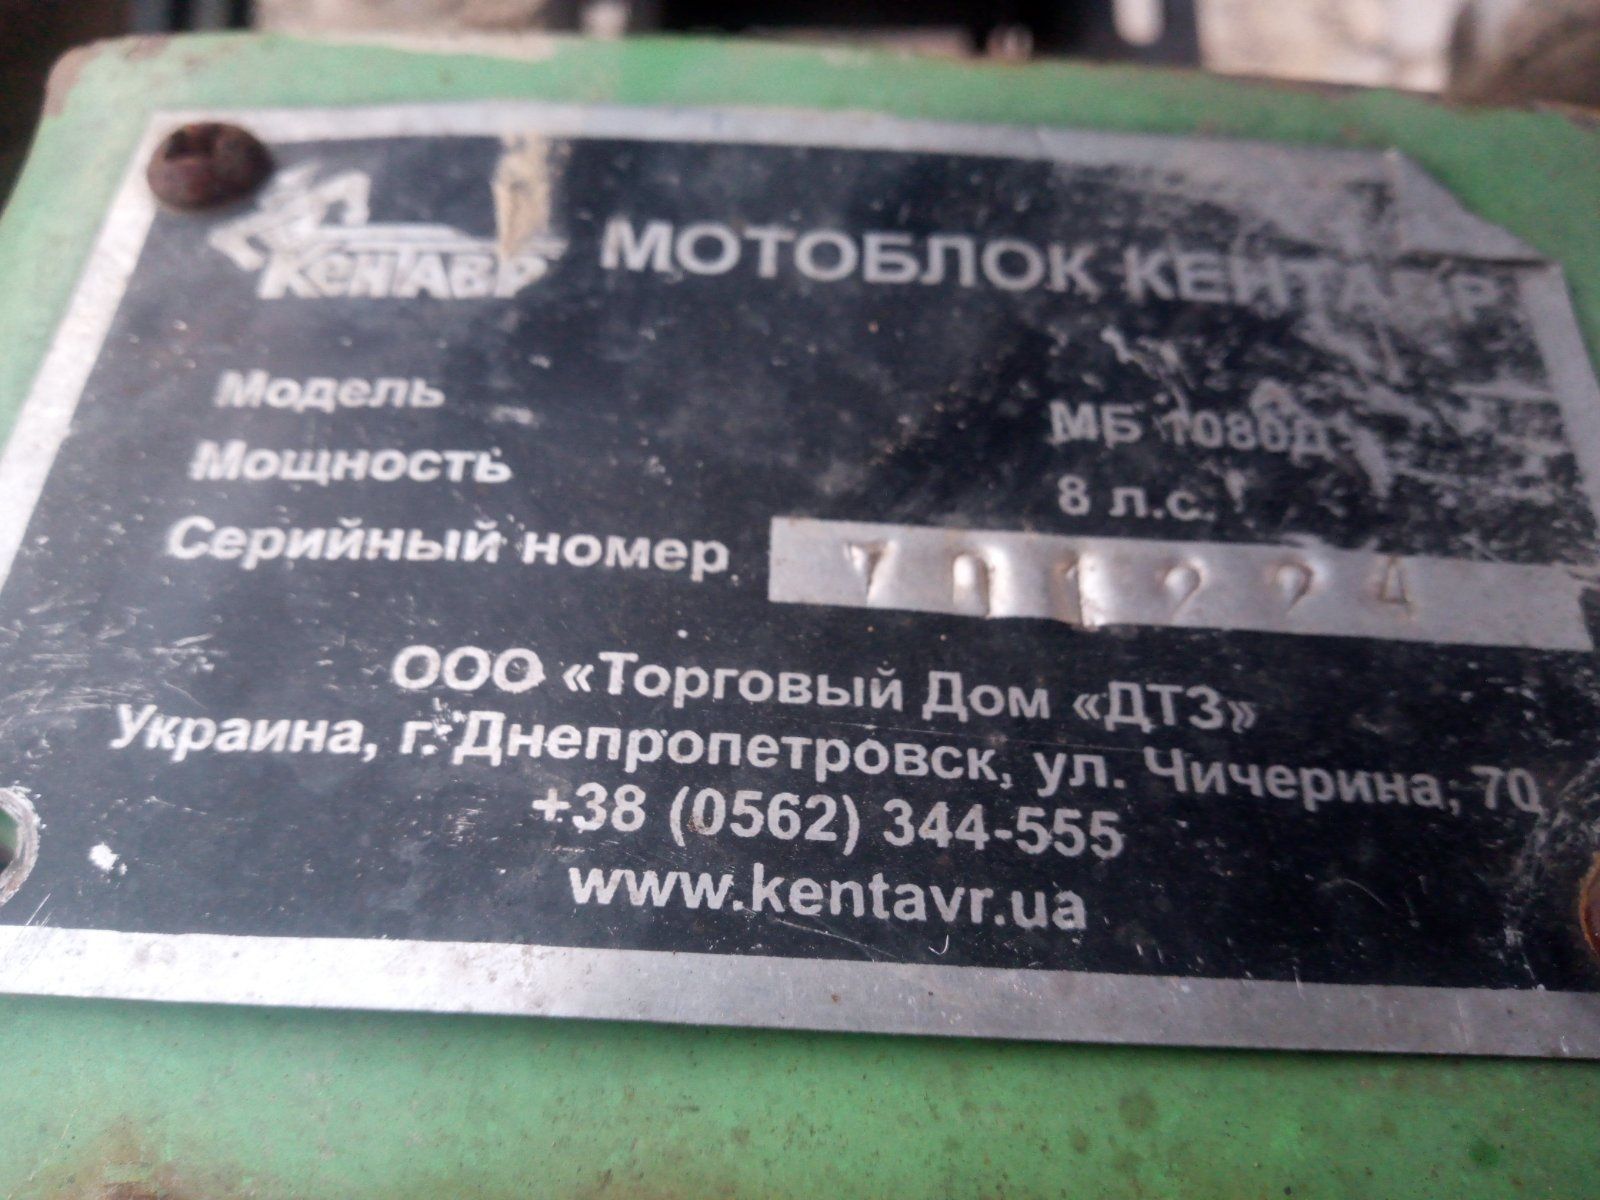 Кентавр МОТОБЛОК КЕНТАВР
Модель МБ 1080Д
Мощность 8 л.с.
Серийный номер 701224
ООО «Торговый Дом «ДТЗ»
Украина, г. Днепропетровск, ул. Чичерина, 70
+38 (0562) 344-555
www.kentavr.ua